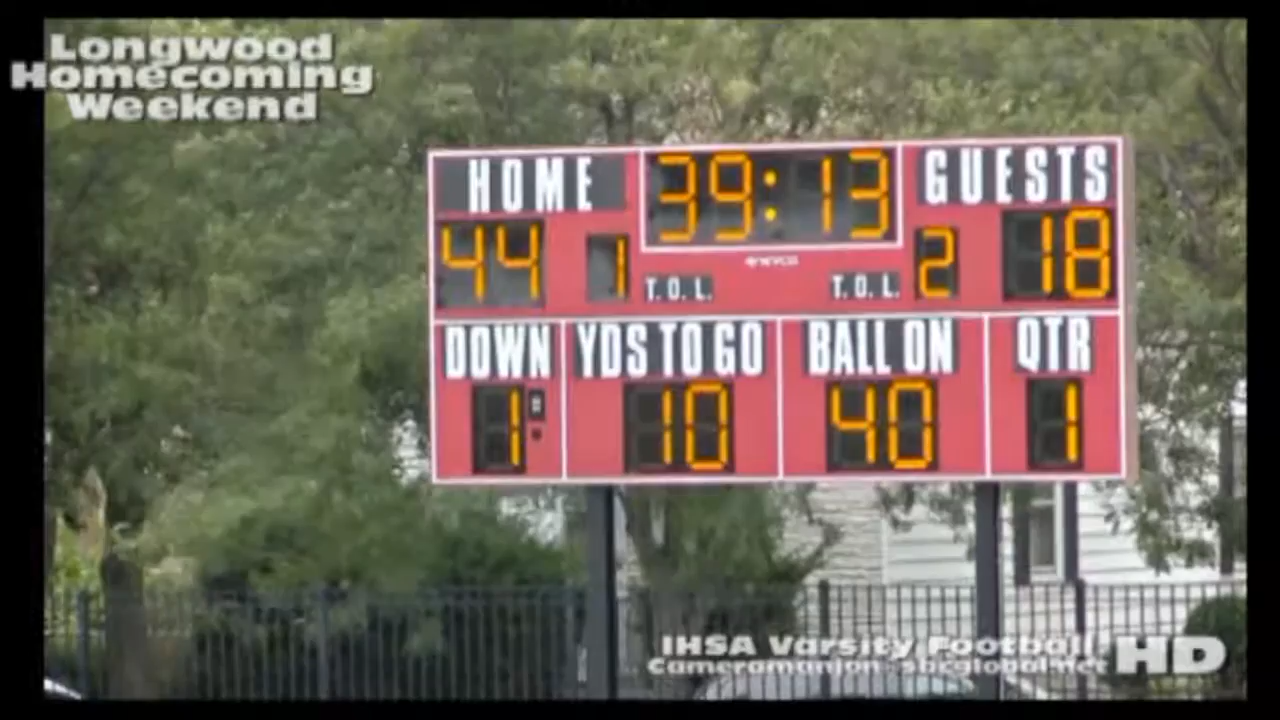 Longwood
Homecoming
Weekend
HOME 39:13 GUESTS
44 1 T.O.L. T.O.L. 2 18
DOWN YDS TO GO BALL ON QTR
1 10 40 1
IHSA Varsity Football
HD